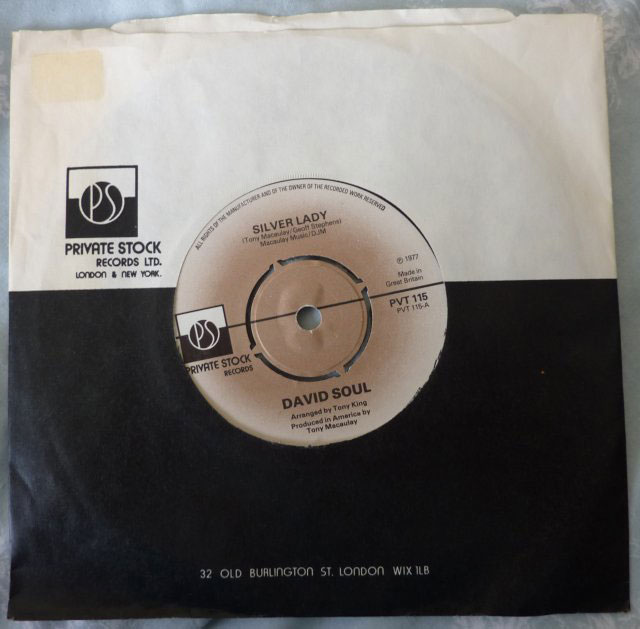 PS
PRIVATE STOCK
RECORDS LTD.
LONDON & NEW YORK.
ALL RIGHTS OF THE MANUFACTURER AND OF THE OWNER OF THE RECORDED WORK RESERVED
SILVER LADY
(Tony Macaulay/Geoff Stephens)
Macaulay Music/DJM
℗ 1977
Made in
Great Britain
PVT 115
PVT 115-A
PS
PRIVATE STOCK
RECORDS
DAVID SOUL
Arranged by Tony King
Produced in America by
Tony Macaulay
32 OLD BURLINGTON ST. LONDON WIX 1LB